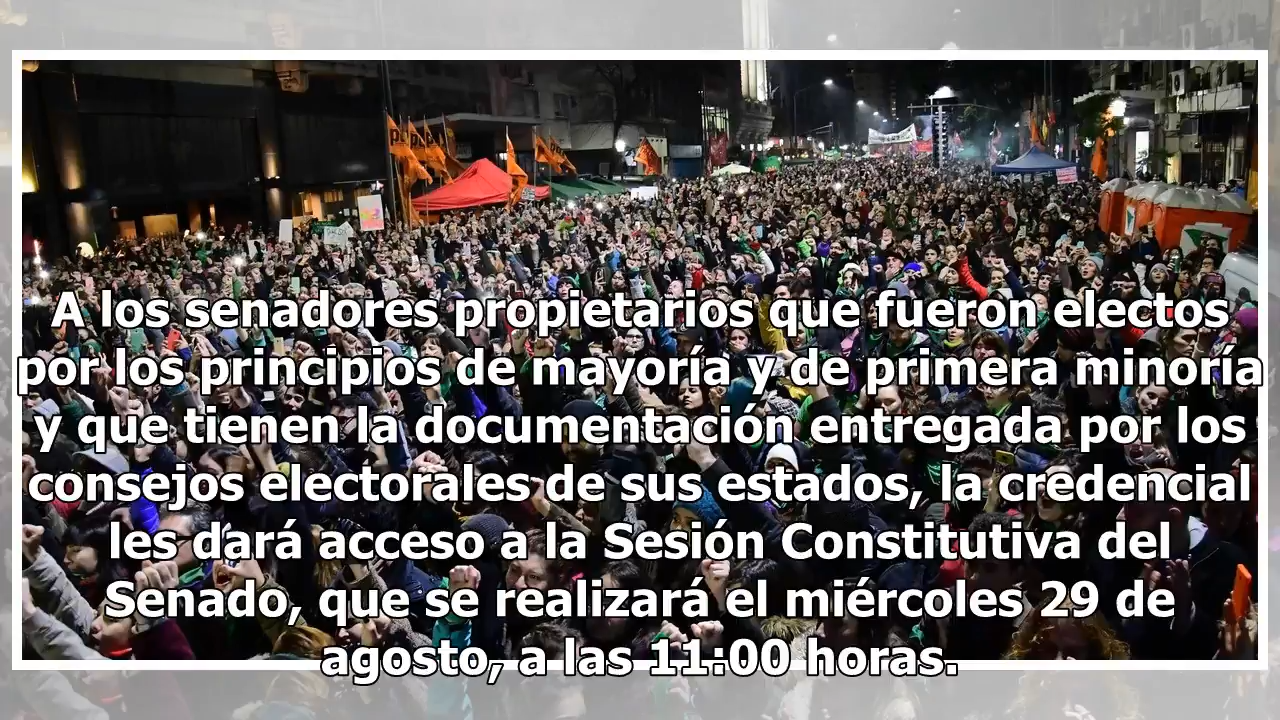 A los senadores propietarios que fueron electos
por los principios de mayoría y de primera minoría
y que tienen la documentación entregada por los
consejos electorales de sus estados, la credencial
les dará acceso a la Sesión Constitutiva del
Senado, que se realizará el miércoles 29 de
agosto, a las 11:00 horas.